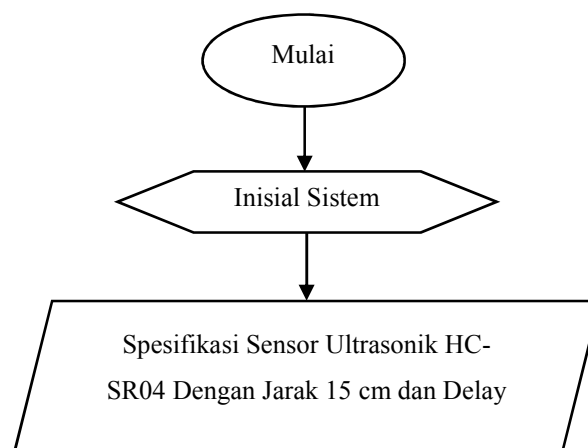 Mulai
Inisial Sistem
Spesifikasi Sensor Ultrasonik HC-
SR04 Dengan Jarak 15 cm dan Delay